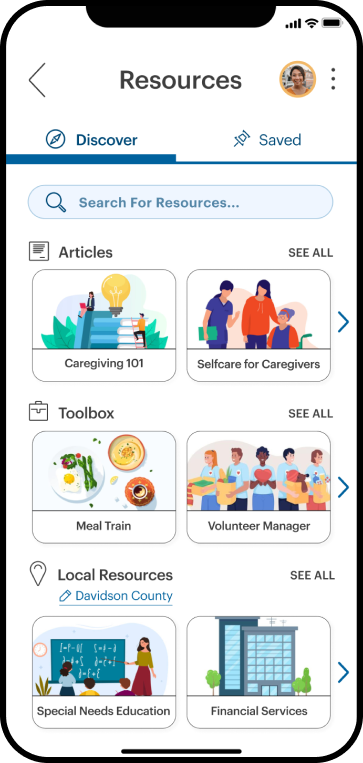 Resources
Discover
Saved
Search For Resources...
Articles
SEE ALL
Caregiving 101
Selfcare for Caregivers
Toolbox
SEE ALL
Meal Train
Volunteer Manager
Local Resources
SEE ALL
Davidson County
Special Needs Education
Financial Services